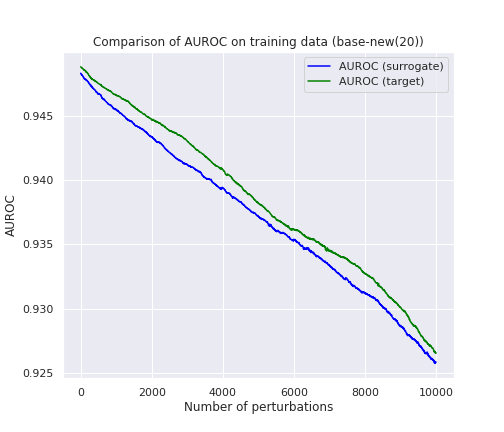 Comparison of AUROC on training data (base-new(20))
AUROC (surrogate)
AUROC (target)
0.945
0.940
0.935
0.930
0.925
AUROC
0 2000 4000 6000 8000 10000
Number of perturbations